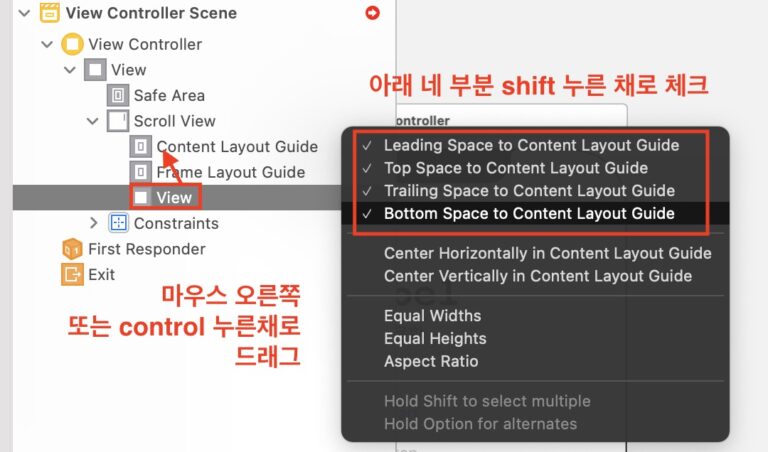 View Controller Scene
View Controller
View
Safe Area
아래 네 부분 shift 누른 채로 체크
Scroll View
Content Layout Guide
Frame Layout Guide
View
Constraints
First Responder
Exit
마우스 오른쪽
또는 control 누른채로
드래그
ontroller
✓ Leading Space to Content Layout Guide
✓ Top Space to Content Layout Guide
✓ Trailing Space to Content Layout Guide
✓ Bottom Space to Content Layout Guide
Center Horizontally in Content Layout Guide
Center Vertically in Content Layout Guide
Equal Widths
Equal Heights
Aspect Ratio
Hold Shift to select multiple
Hold Option for alternates